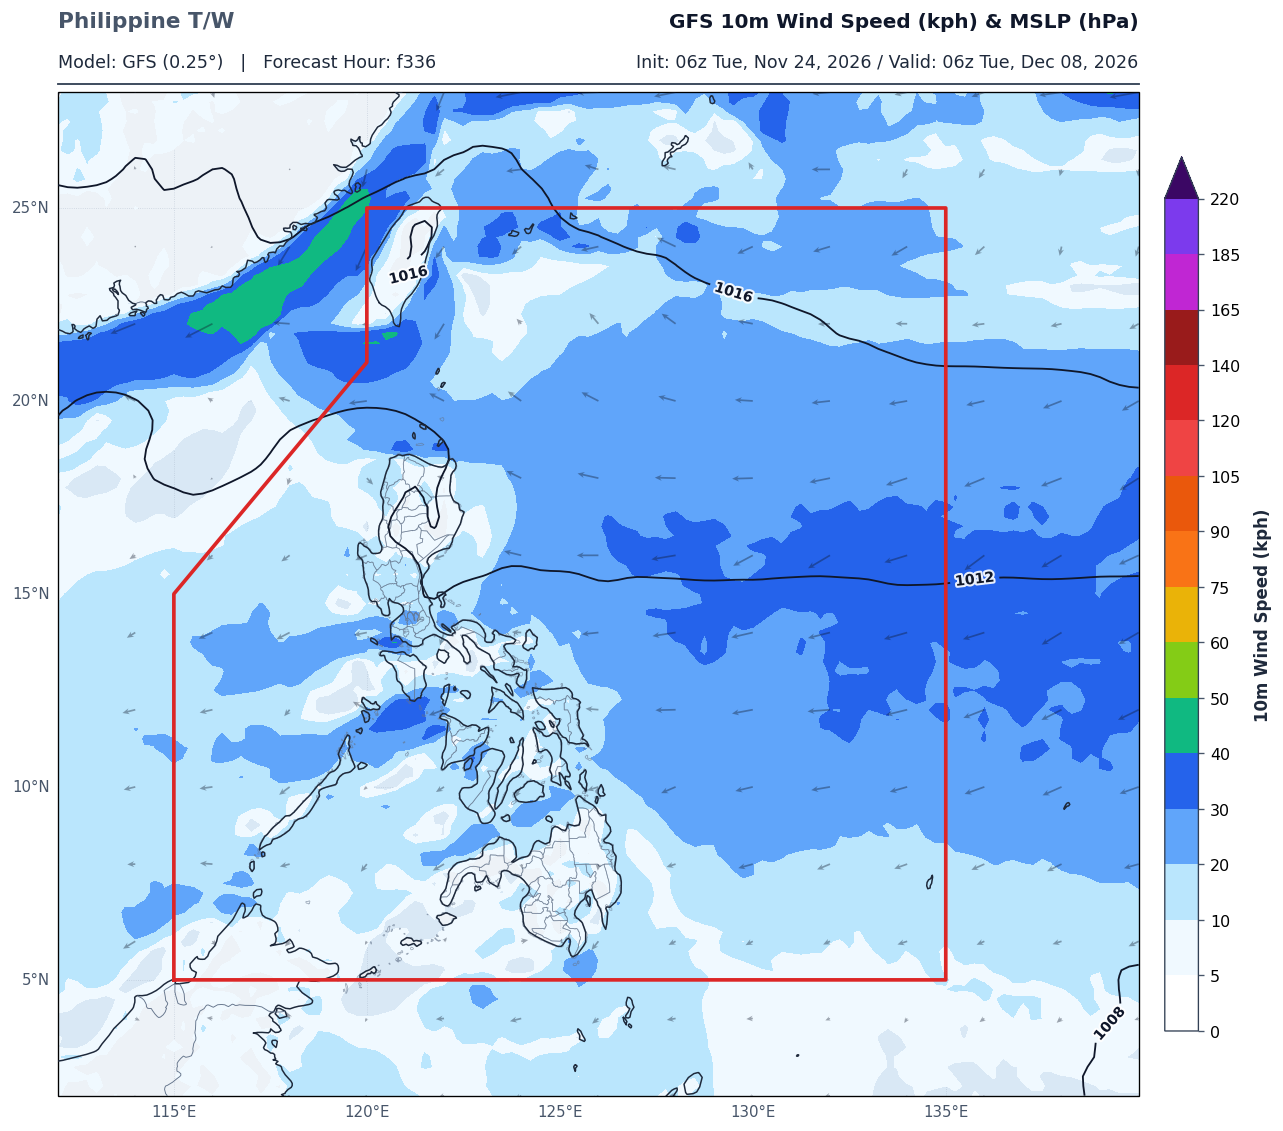 Philippine T/W
GFS 10m Wind Speed (kph) & MSLP (hPa)
Model: GFS (0.25°) | Forecast Hour: f336
Init: 06z Tue, Nov 24, 2026 / Valid: 06z Tue, Dec 08, 2026
25°N
20°N
15°N
10°N
5°N
115°E
120°E
125°E
130°E
135°E
1016
1016
1012
1008
220
185
165
140
120
105
90
75
60
50
40
30
20
10
5
0
10m Wind Speed (kph)